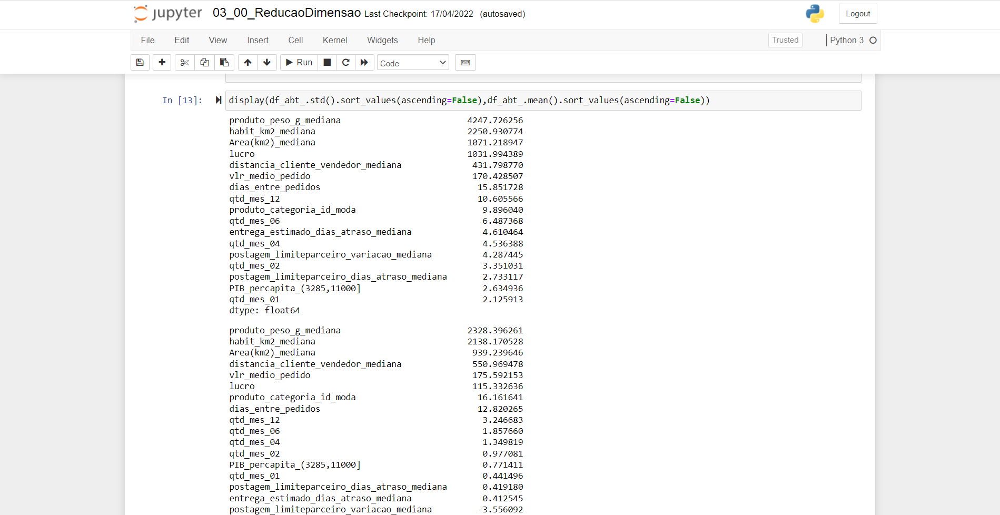 jupyter 03_00_ReducaoDimensao Last Checkpoint: 17/04/2022 (autosaved) Logout
File Edit View Insert Cell Kernel Widgets Help Trusted Python 3
Run Code
In [13]: display(df_abt_.std().sort_values(ascending=False),df_abt_.mean().sort_values(ascending=False))
produto_peso_g_mediana 4247.726256
habit_km2_mediana 2250.930774
Area(km2)_mediana 1071.218947
lucro 1031.994389
distancia_cliente_vendedor_mediana 431.798770
vlr_medio_pedido 170.428507
dias_entre_pedidos 15.851728
qtd_mes_12 10.605566
produto_categoria_id_moda 9.896040
qtd_mes_06 6.487368
entrega_estimado_dias_atraso_mediana 4.610464
qtd_mes_04 4.536388
postagem_limiteparceiro_variacao_mediana 4.287445
qtd_mes_02 3.351031
postagem_limiteparceiro_dias_atraso_mediana 2.733117
PIB_percapita_(3285,11000] 2.634936
qtd_mes_01 2.125913
dtype: float64
produto_peso_g_mediana 2328.396261
habit_km2_mediana 2138.170528
Area(km2)_mediana 939.239646
distancia_cliente_vendedor_mediana 550.969478
vlr_medio_pedido 175.592153
lucro 115.332636
produto_categoria_id_moda 16.161641
dias_entre_pedidos 12.820265
qtd_mes_12 3.246683
qtd_mes_06 1.857660
qtd_mes_04 1.349819
qtd_mes_02 0.977081
PIB_percapita_(3285,11000] 0.771411
qtd_mes_01 0.441496
postagem_limiteparceiro_dias_atraso_mediana 0.419180
entrega_estimado_dias_atraso_mediana 0.412545
postagem_limiteparceiro_variacao_mediana -3.556092